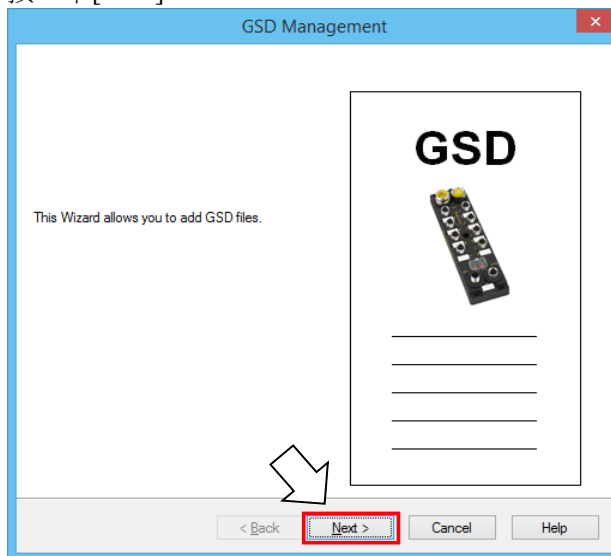 GSD Management
GSD
This Wizard allows you to add GSD files.
< Back
Next >
Cancel
Help